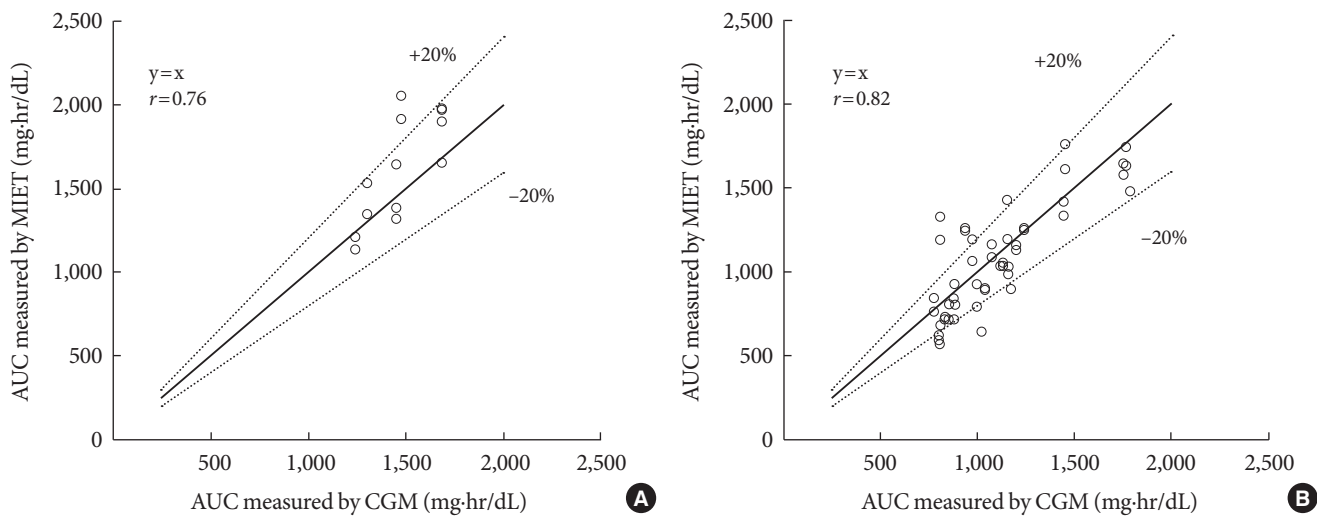 AUC measured by MIET (mg·hr/dL)
2,500
2,000
1,500
1,000
500
0
y=x
r=0.76
+20%
−20%
500
1,000
1,500
2,000
2,500
AUC measured by CGM (mg·hr/dL)
A
AUC measured by MIET (mg·hr/dL)
2,500
2,000
1,500
1,000
500
0
y=x
r=0.82
+20%
−20%
500
1,000
1,500
2,000
2,500
AUC measured by CGM (mg·hr/dL)
B